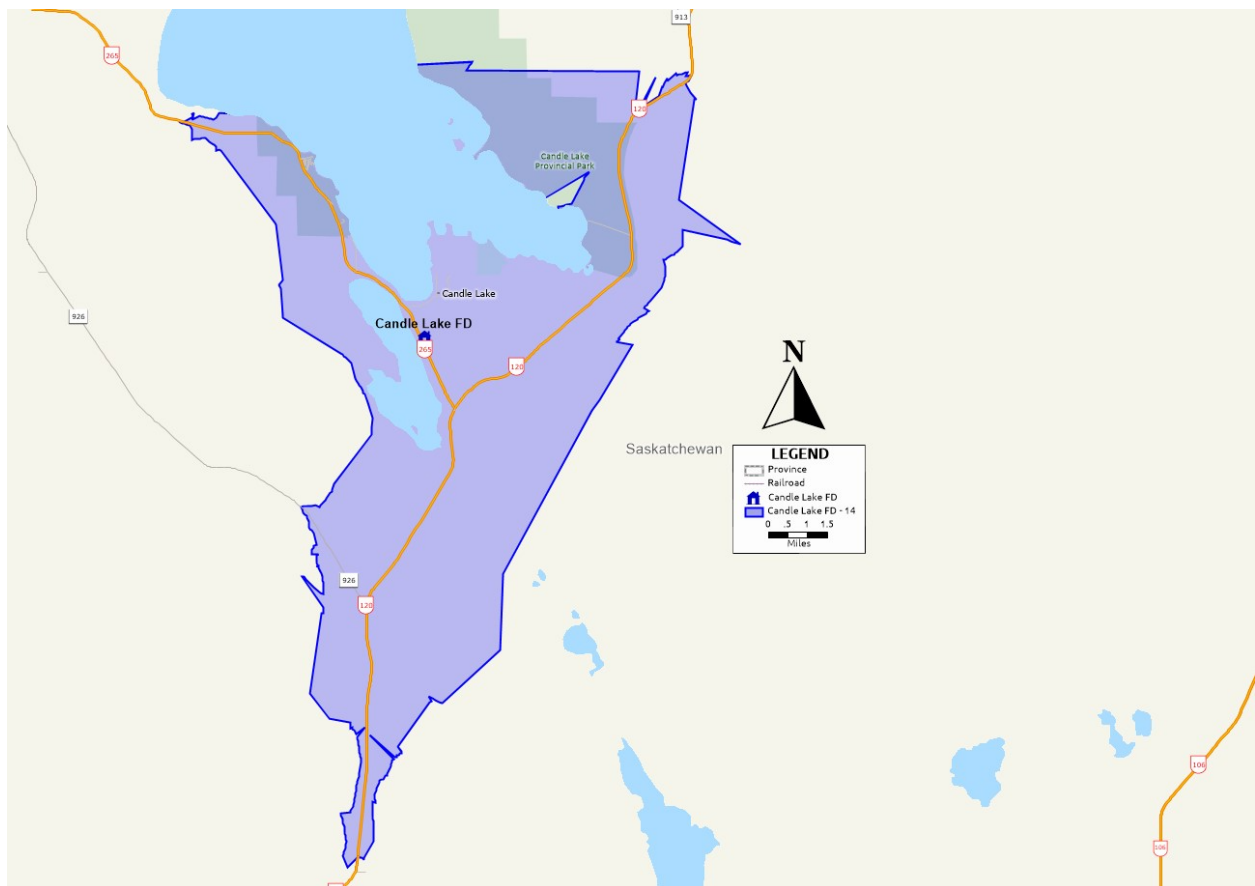 913
265
120
Candle Lake
Provincial Park
Candle Lake
926
Candle Lake FD
265
120
N
Saskatchewan
LEGEND
Province
Railroad
Candle Lake FD
Candle Lake FD - 14
0 .5 1 1.5
Miles
926
120
106
106